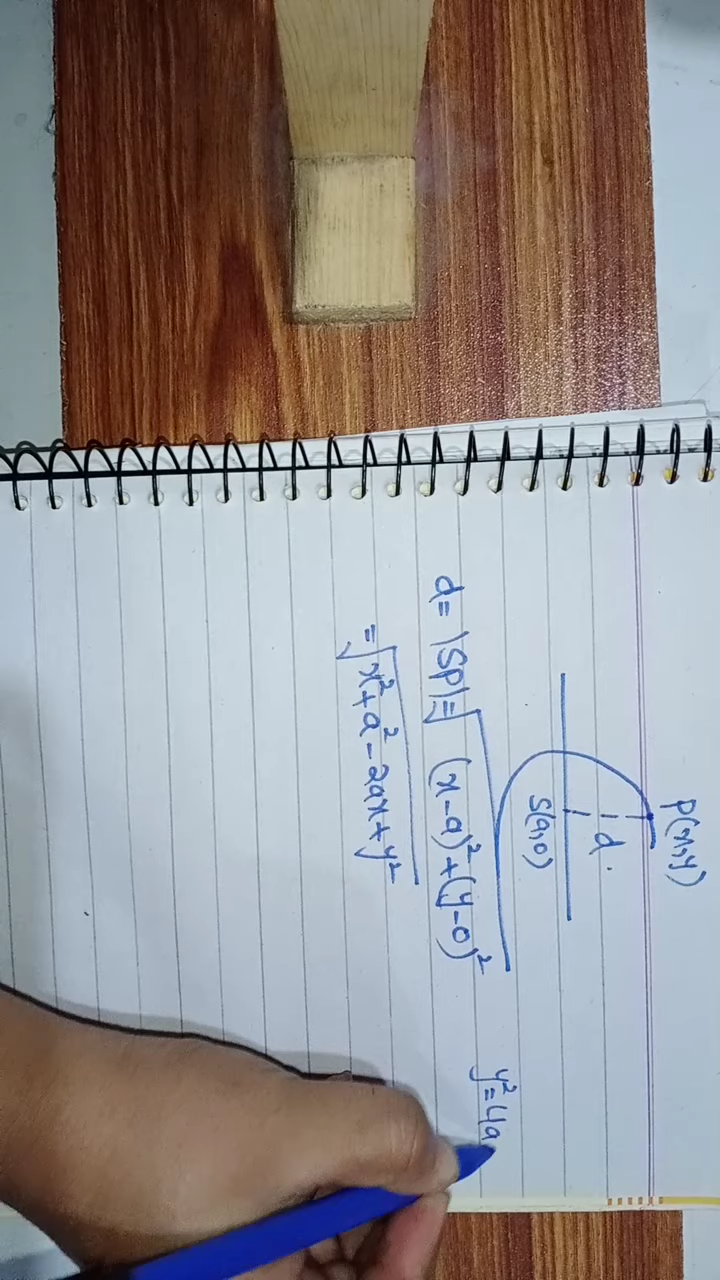 P(x,y)
d
S(a,0)
d = |SP| = √(x-a)²+(y-0)²
y²=4a
= √x²+a²-2ax+y²